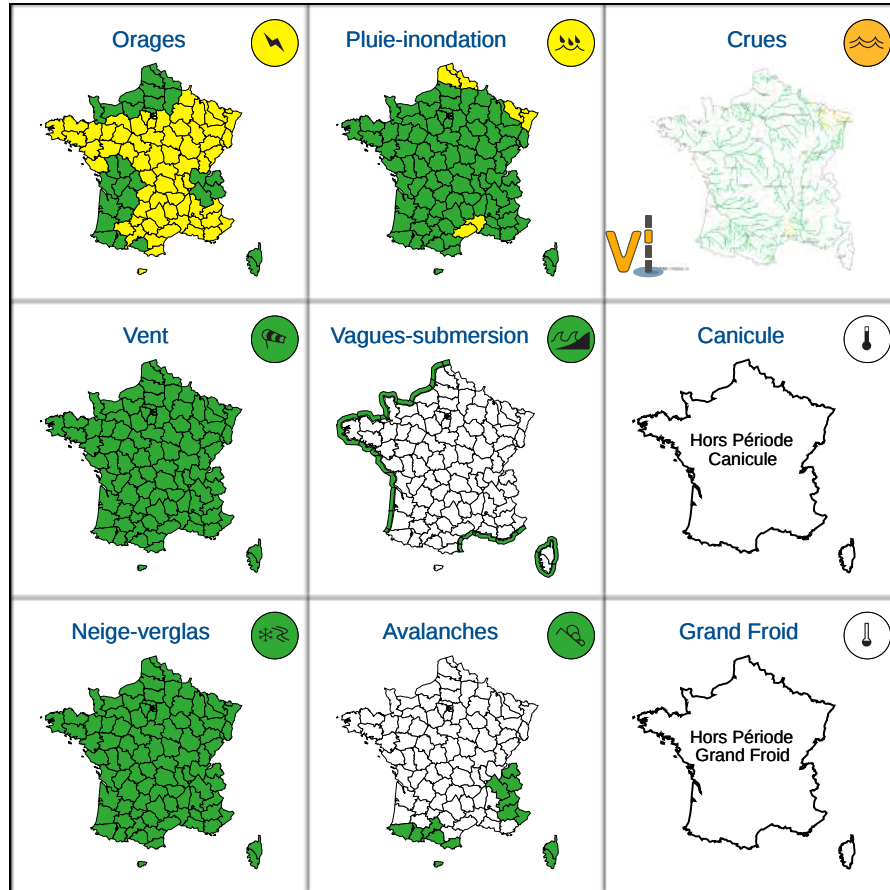 Orages
Pluie-inondation
Crues
Vi
Vent
Vagues-submersion
Canicule
Hors Période
Canicule
Neige-verglas
Avalanches
Grand Froid
Hors Période
Grand Froid